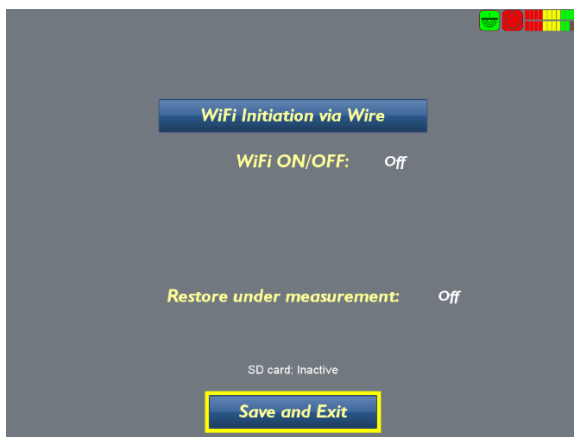 WiFi Initiation via Wire
WiFi ON/OFF: Off
Restore under measurement: Off
SD card: Inactive
Save and Exit